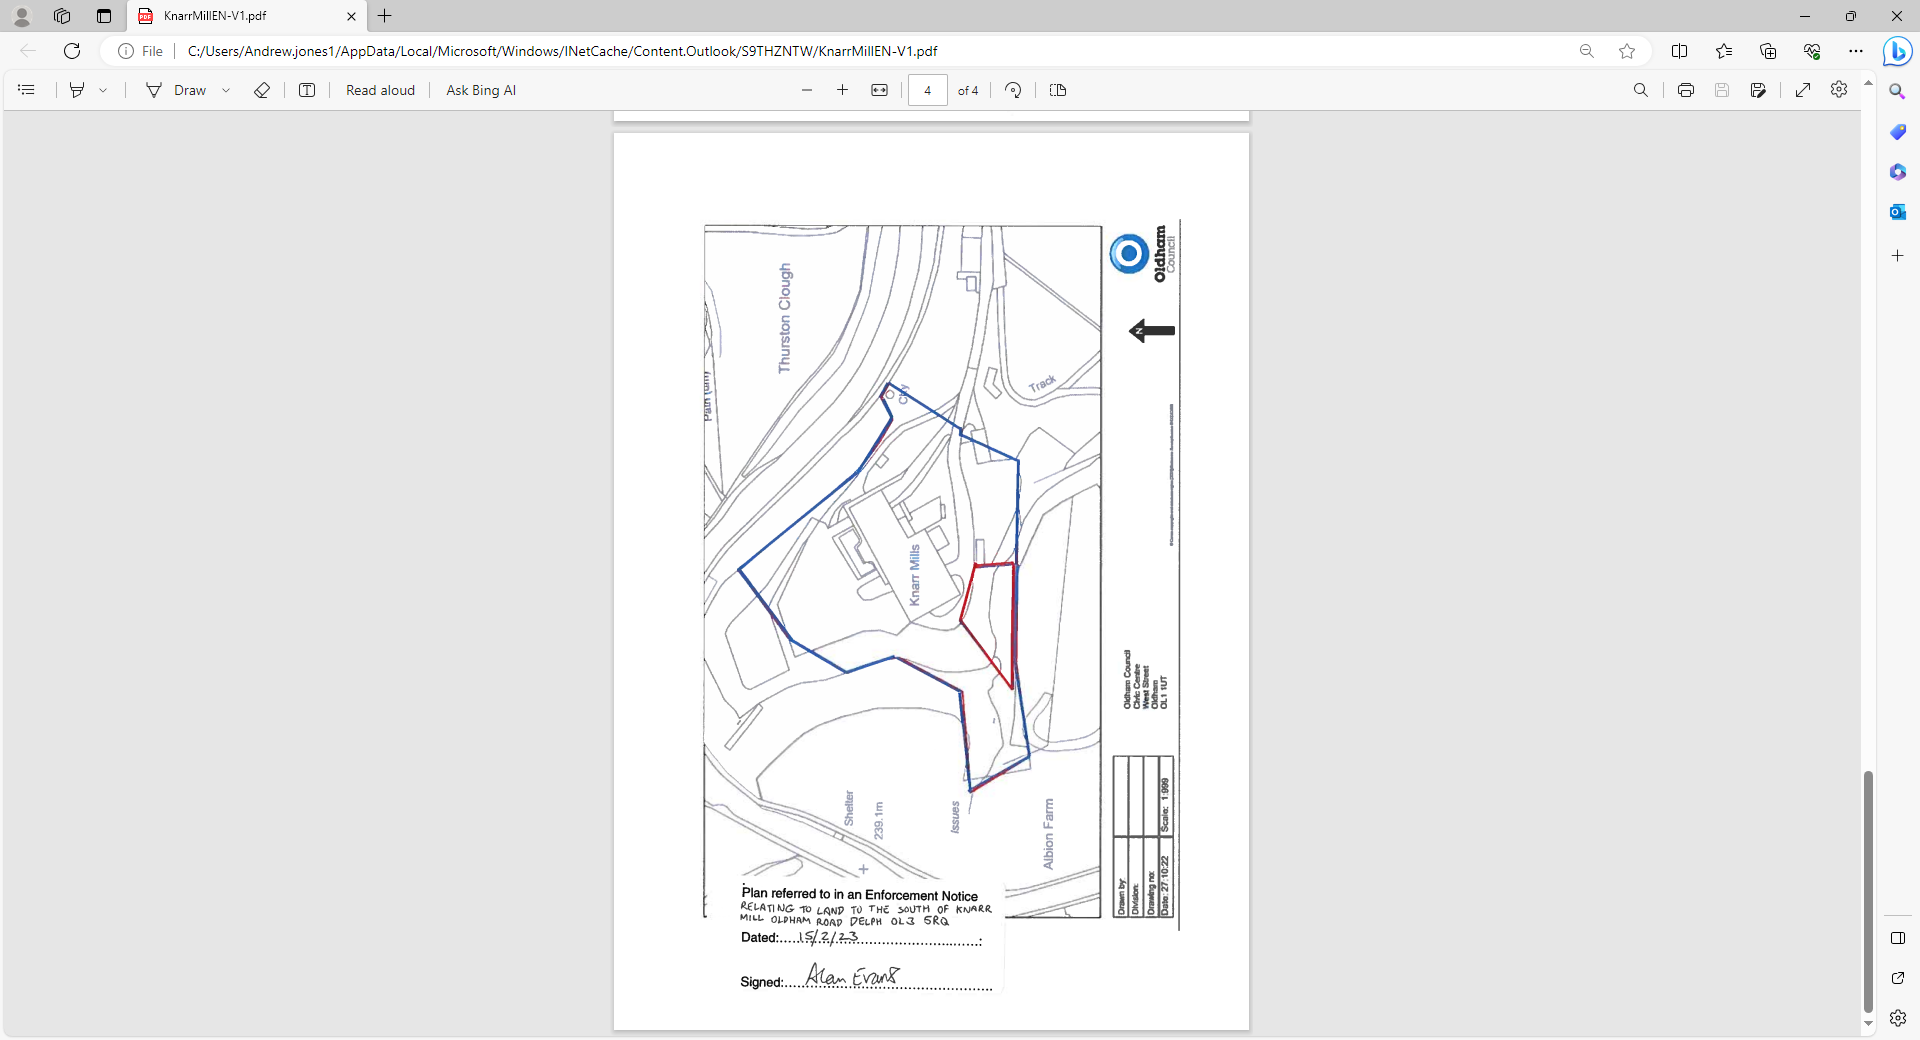 KnarrMillEN-V1.pdf
File
C:/Users/Andrew.jones1/AppData/Local/Microsoft/Windows/INetCache/Content.Outlook/S9THZNTW/KnarrMillEN-V1.pdf
Draw
Read aloud
Ask Bing AI
4 of 4
Oldham
Council
N
Thurston Clough
Path (um)
Chy
Track
Knarr Mills
Shelter
239.1m
Issues
Albion Farm
Oldham Council
Civic Centre
West Street
Oldham
OL1 1UT
Drawn by:
Division:
Drawing no:
Date: 27:10:22 Scale: 1:999
Plan referred to in an Enforcement Notice
RELATING TO LAND TO THE SOUTH OF KNARR
MILL OLDHAM ROAD DELPH OL3 5RQ
Dated: 15/2/23
Signed: Alan Evans